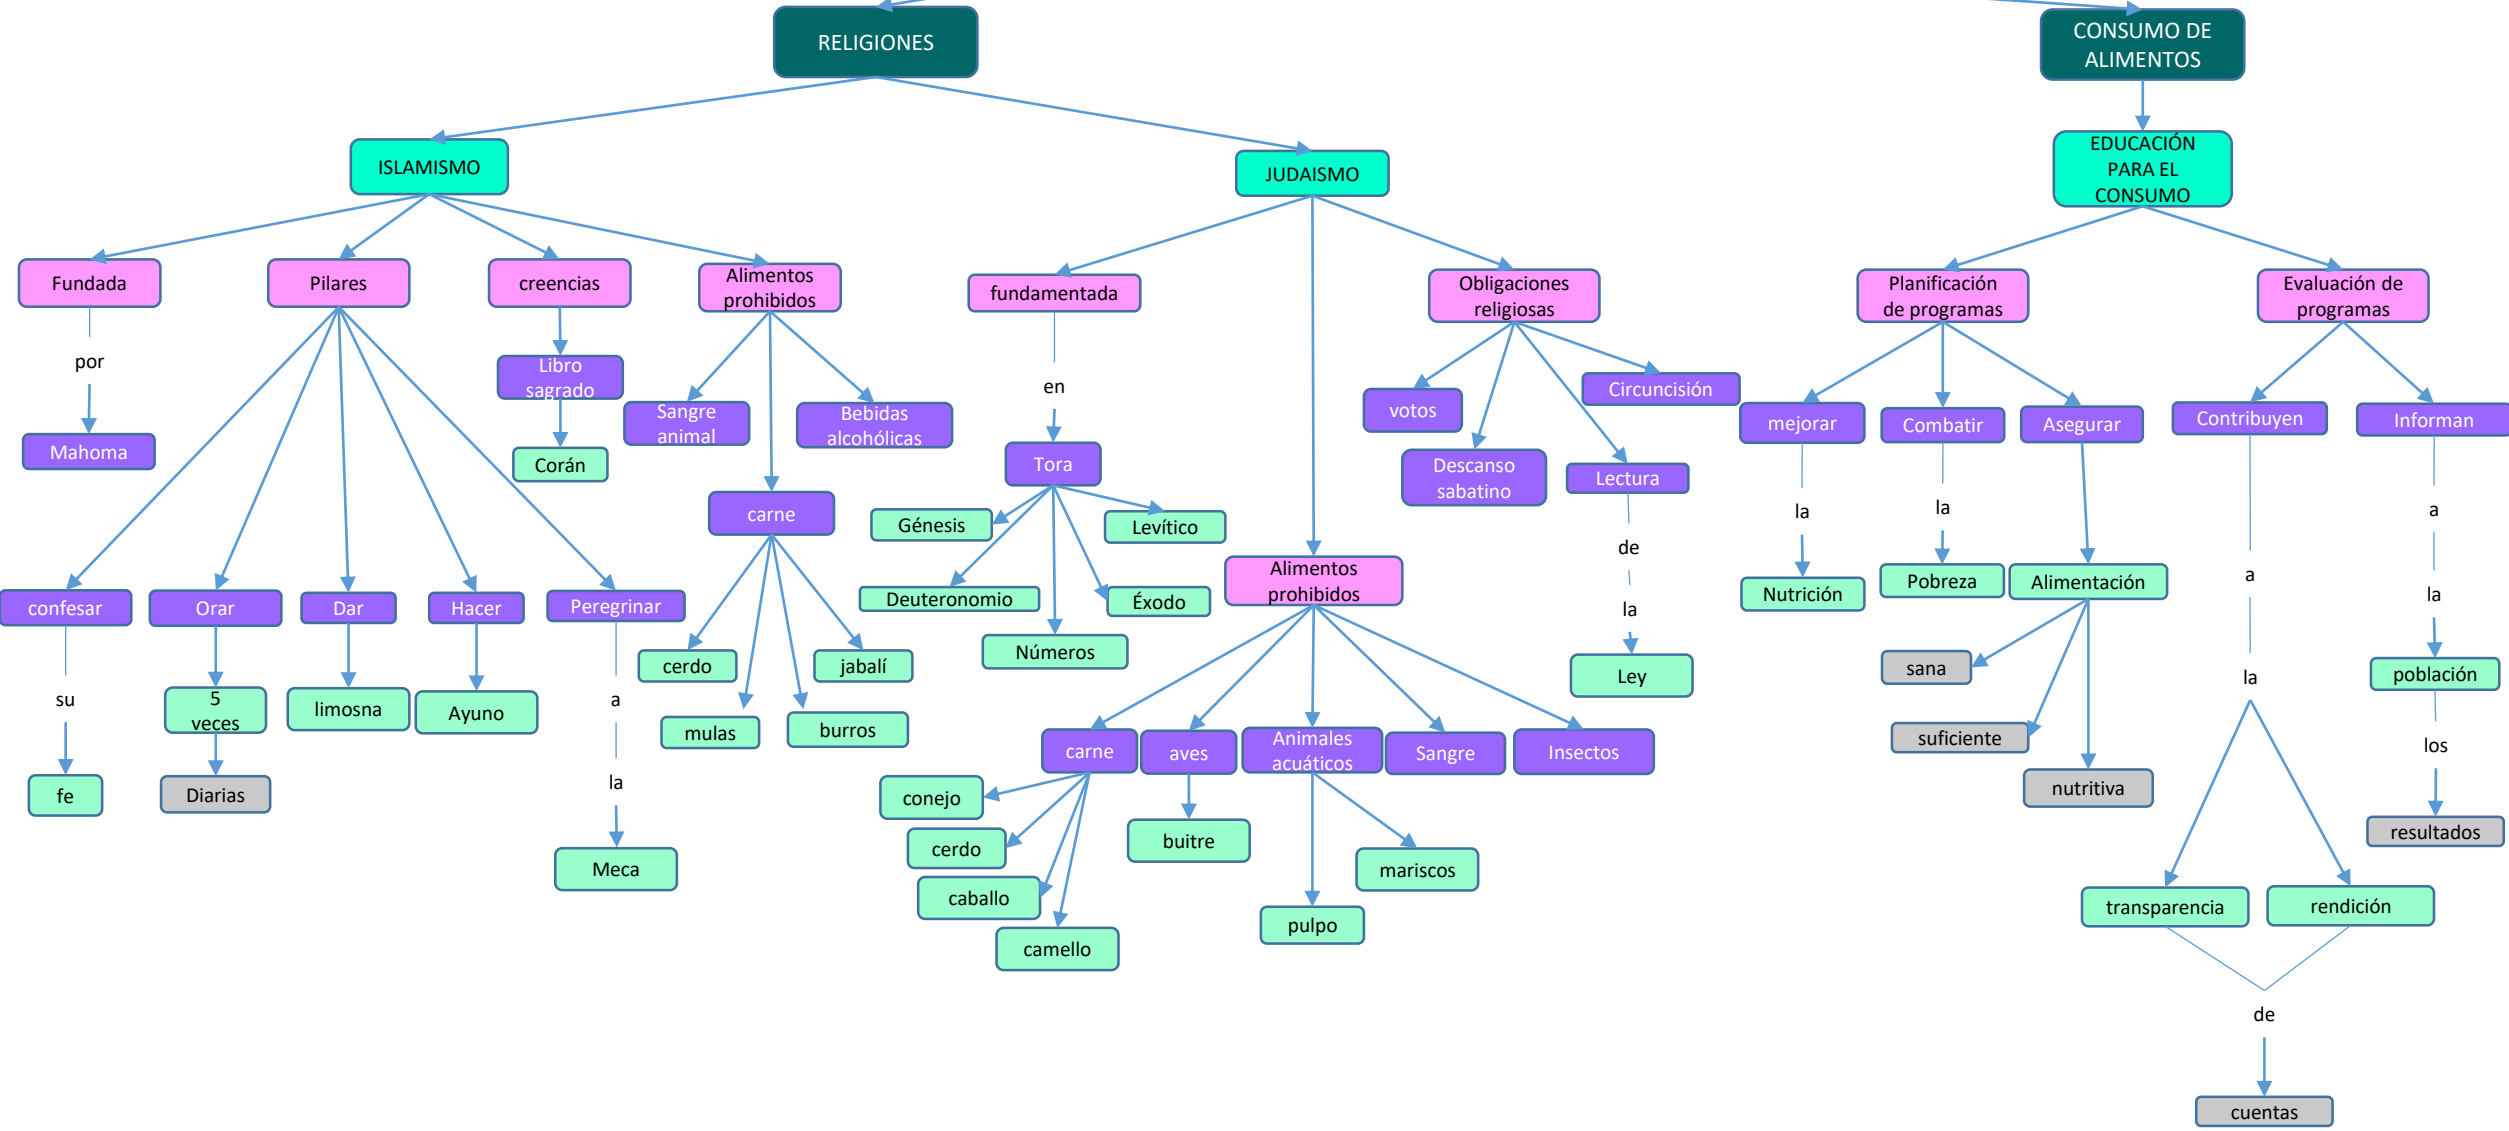 RELIGIONES
CONSUMO DE
ALIMENTOS
ISLAMISMO
JUDAISMO
EDUCACIÓN
PARA EL
CONSUMO
Fundada
Pilares
creencias
Alimentos
prohibidos
fundamentada
Obligaciones
religiosas
Planificación
de programas
Evaluación de
programas
por
Mahoma
Libro
sagrado
Corán
Sangre
animal
Bebidas
alcohólicas
carne
en
Tora
votos
Circuncisión
Descanso
sabatino
Lectura
mejorar
Combatir
Asegurar
Contribuyen
Informan
Génesis
Levítico
Deuteronomio
Éxodo
Números
Alimentos
prohibidos
de
la
Ley
la
Nutrición
la
Pobreza
Alimentación
a
la
a
la
confesar
Orar
Dar
Hacer
Peregrinar
cerdo
jabalí
mulas
burros
su
fe
5
veces
Diarias
limosna
Ayuno
a
la
Meca
carne
aves
Animales
acuáticos
Sangre
Insectos
conejo
cerdo
caballo
camello
buitre
mariscos
pulpo
sana
suficiente
nutritiva
población
los
resultados
transparencia
rendición
de
cuentas